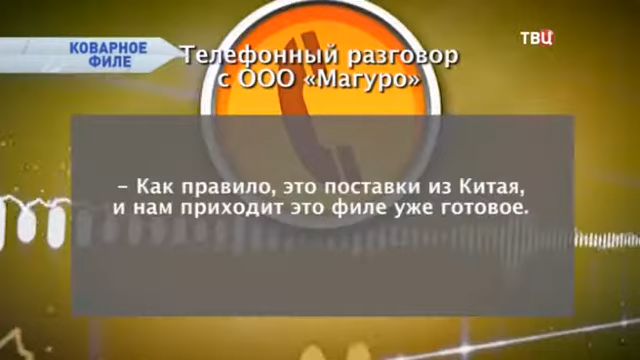 КОВАРНОЕ
ФИЛЕ
ТВЦ
Телефонный разговор
с ООО «Магуро»
– Как правило, это поставки из Китая,
и нам приходит это филе уже готовое.